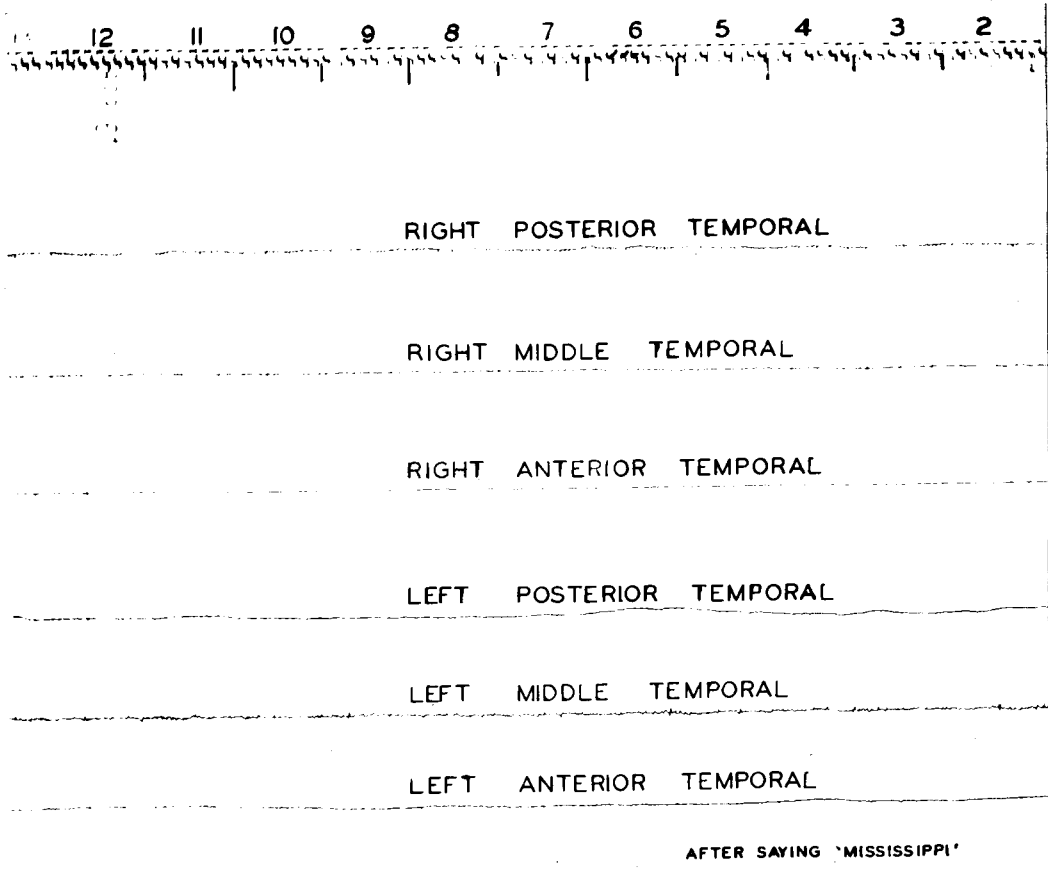 12 11 10 9 8 7 6 5 4 3 2
RIGHT POSTERIOR TEMPORAL
RIGHT MIDDLE TEMPORAL
RIGHT ANTERIOR TEMPORAL
LEFT POSTERIOR TEMPORAL
LEFT MIDDLE TEMPORAL
LEFT ANTERIOR TEMPORAL
AFTER SAYING 'MISSISSIPPI'